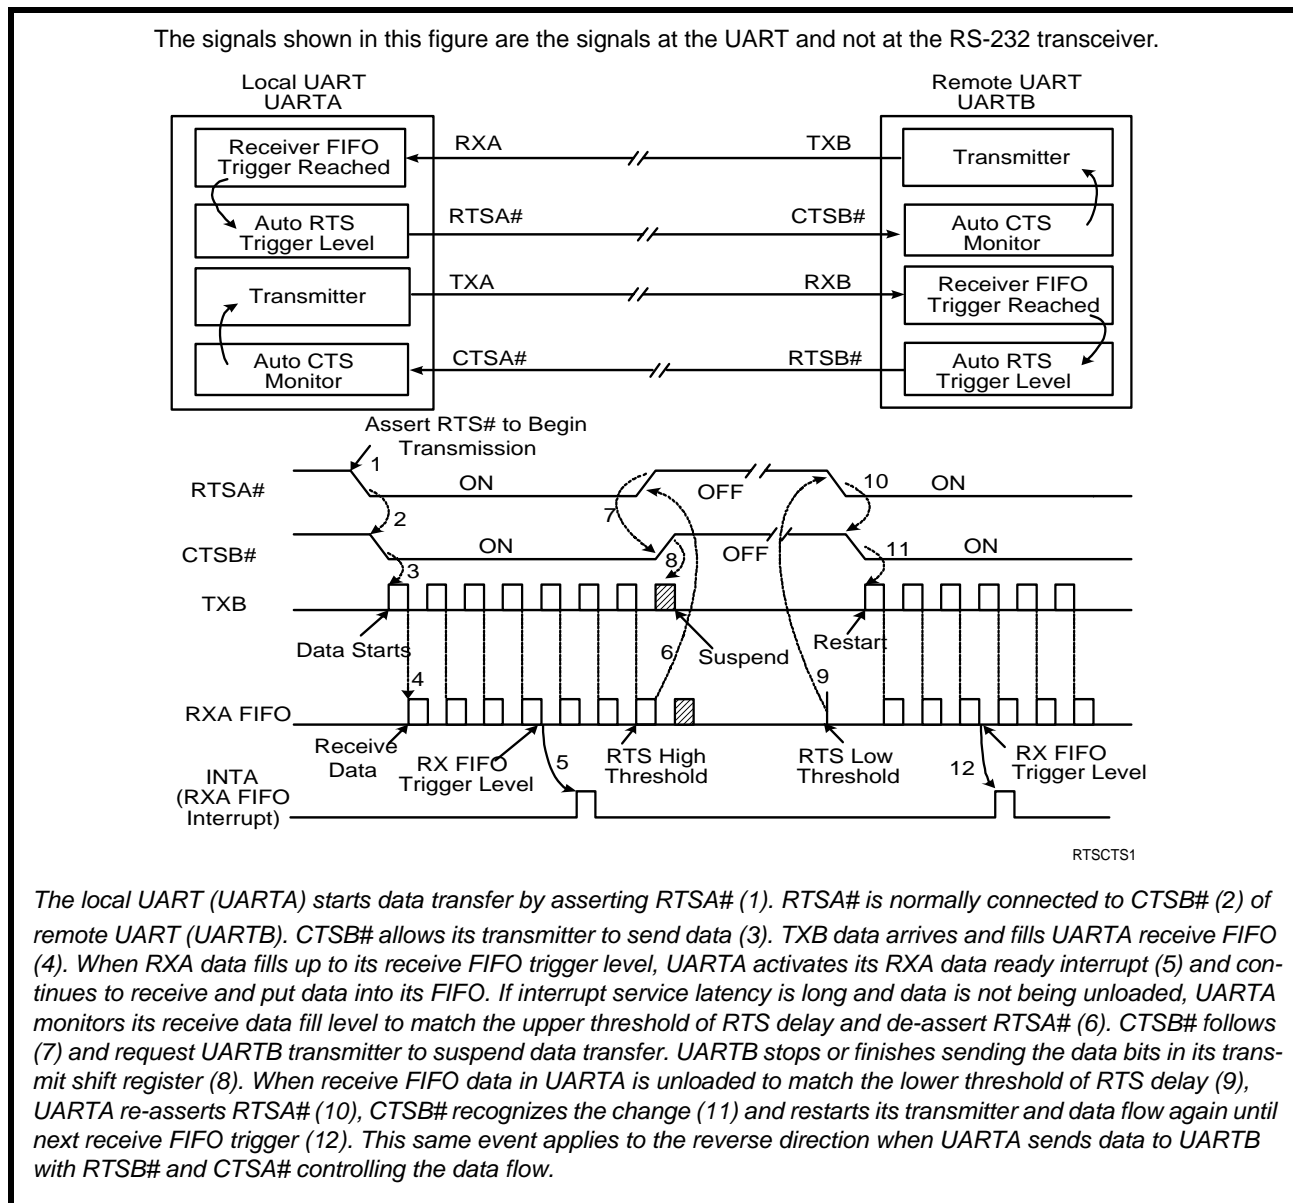 The signals shown in this figure are the signals at the UART and not at the RS-232 transceiver.
Local UART
UARTA
Remote UART
UARTB
Receiver FIFO
Trigger Reached
RXA
TXB
Transmitter
Auto RTS
Trigger Level
RTSA#
CTSB#
Auto CTS
Monitor
Transmitter
TXA
RXB
Receiver FIFO
Trigger Reached
Auto CTS
Monitor
CTSA#
RTSB#
Auto RTS
Trigger Level
Assert RTS# to Begin
Transmission
RTSA#
1
ON
OFF
10
ON
2
7
CTSB#
ON
OFF
11
ON
3
8
TXB
Data Starts
6
Suspend
Restart
4
9
RXA FIFO
Receive
Data
RX FIFO
Trigger Level
5
RTS High
Threshold
RTS Low
Threshold
12
RX FIFO
Trigger Level
INTA
(RXA FIFO
Interrupt)
RTSCTS1
The local UART (UARTA) starts data transfer by asserting RTSA# (1). RTSA# is normally connected to CTSB# (2) of
remote UART (UARTB). CTSB# allows its transmitter to send data (3). TXB data arrives and fills UARTA receive FIFO
(4). When RXA data fills up to its receive FIFO trigger level, UARTA activates its RXA data ready interrupt (5) and con-
tinues to receive and put data into its FIFO. If interrupt service latency is long and data is not being unloaded, UARTA
monitors its receive data fill level to match the upper threshold of RTS delay and de-assert RTSA# (6). CTSB# follows
(7) and request UARTB transmitter to suspend data transfer. UARTB stops or finishes sending the data bits in its trans-
mit shift register (8). When receive FIFO data in UARTA is unloaded to match the lower threshold of RTS delay (9),
UARTA re-asserts RTSA# (10), CTSB# recognizes the change (11) and restarts its transmitter and data flow again until
next receive FIFO trigger (12). This same event applies to the reverse direction when UARTA sends data to UARTB
with RTSB# and CTSA# controlling the data flow.